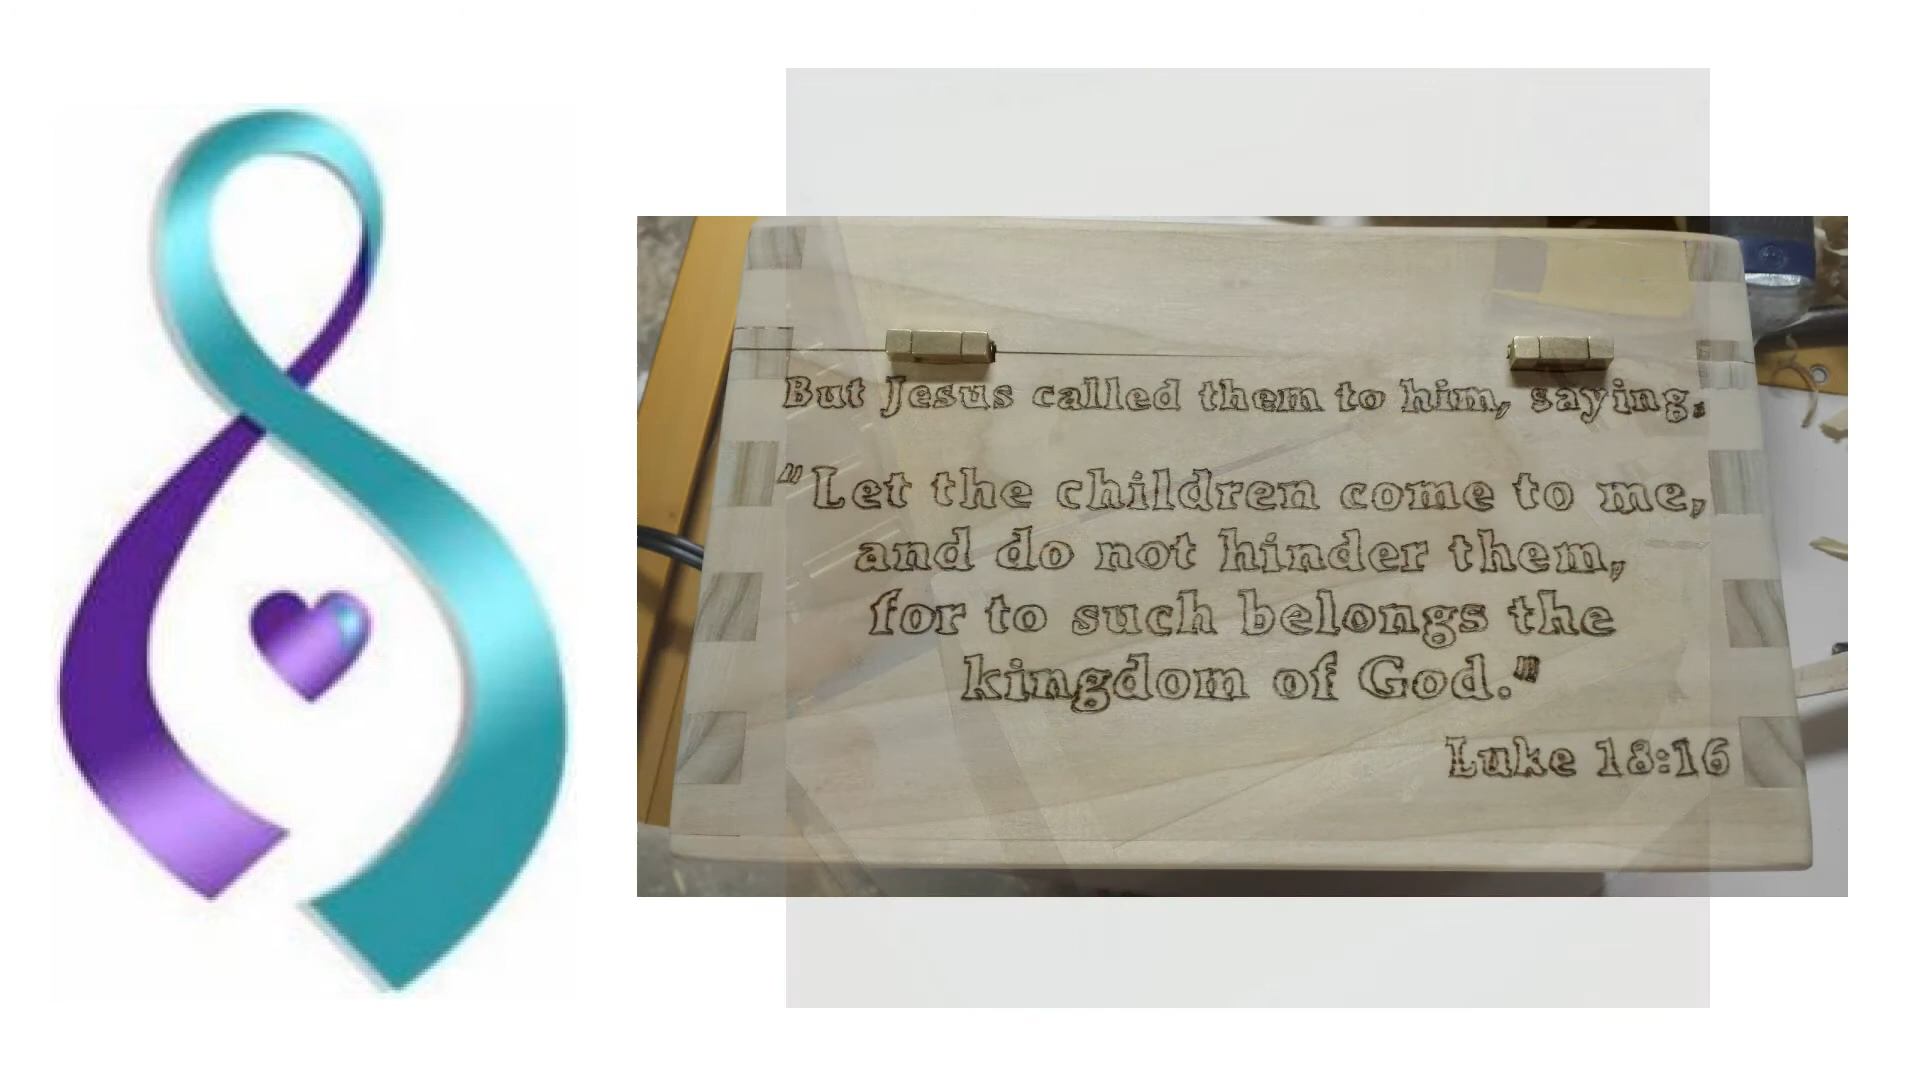 But Jesus called them to him, saying,
"Let the children come to me,
and do not hinder them,
for to such belongs the
kingdom of God."
Luke 18:16